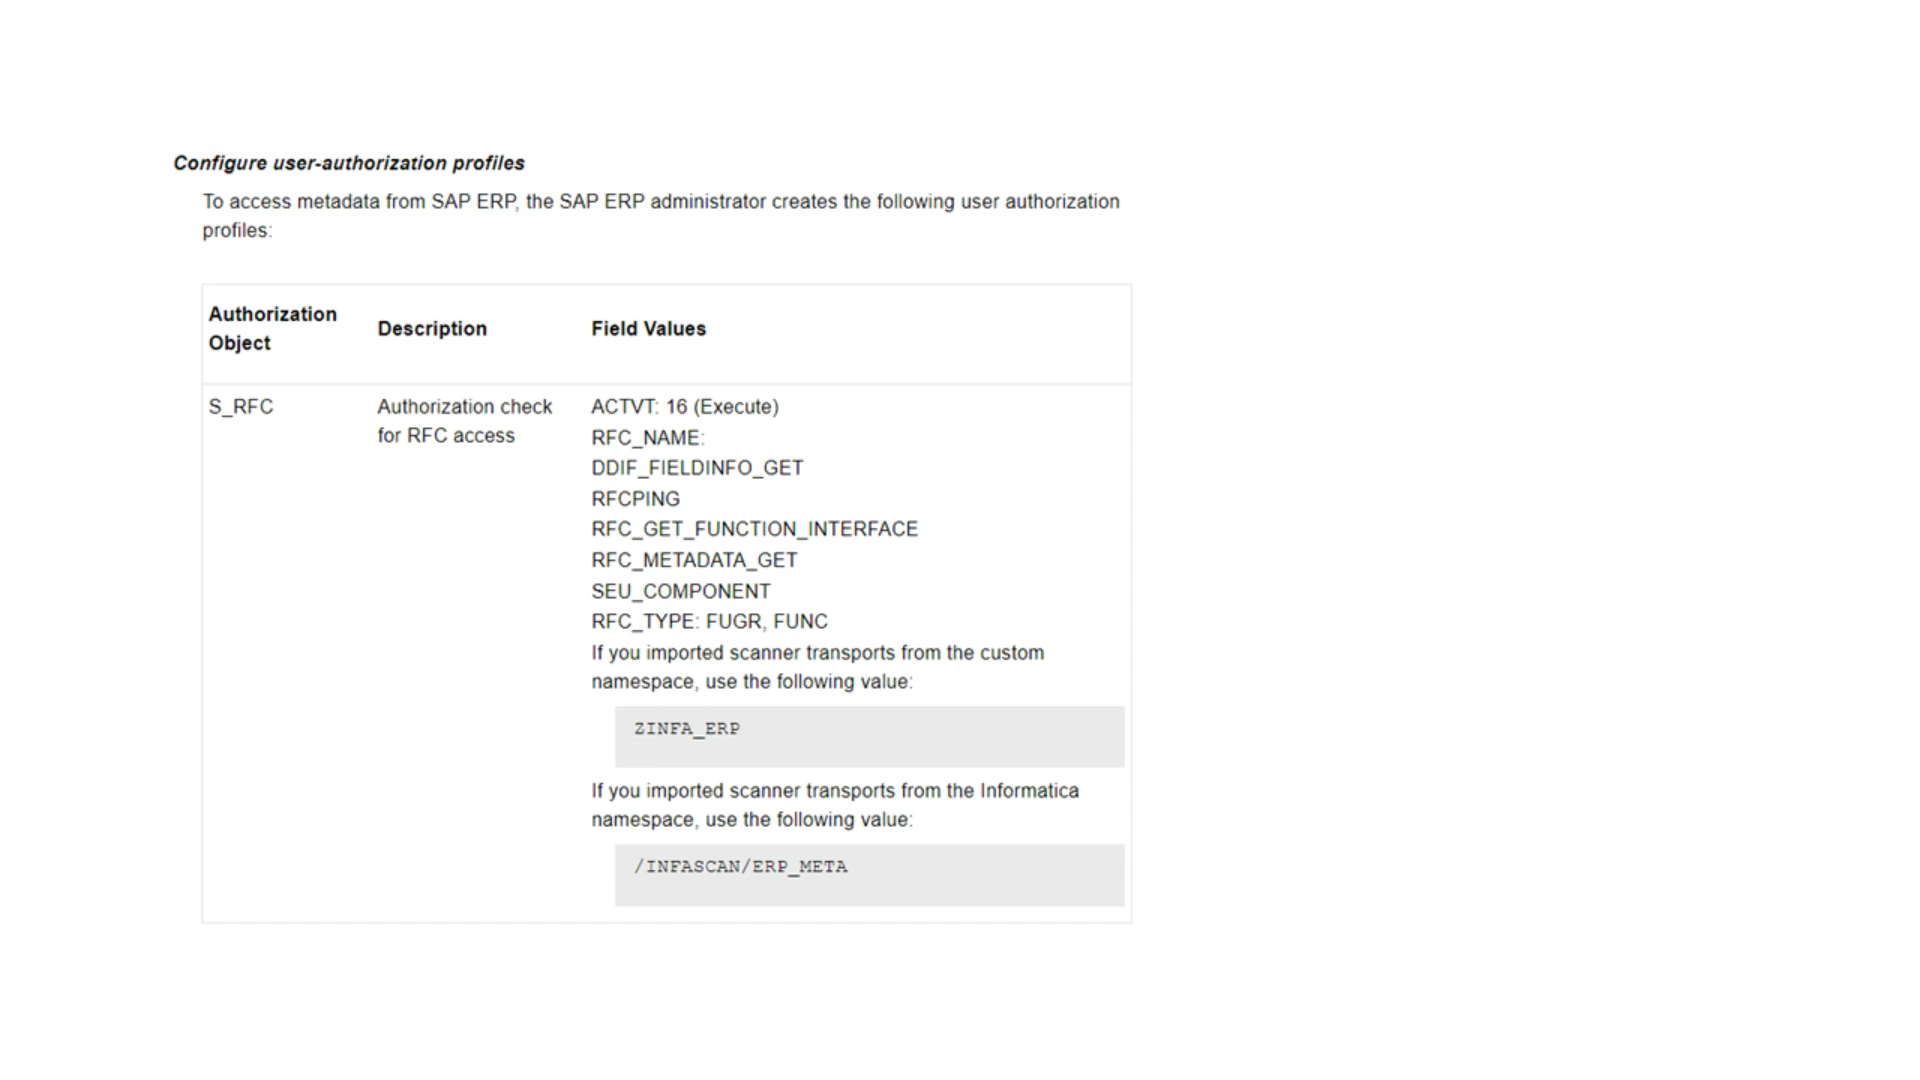 Configure user-authorization profiles
To access metadata from SAP ERP, the SAP ERP administrator creates the following user authorization
profiles:
Authorization
Object
Description
Field Values
S_RFC
Authorization check
for RFC access
ACTVT: 16 (Execute)
RFC_NAME:
DDIF_FIELDINFO_GET
RFCPING
RFC_GET_FUNCTION_INTERFACE
RFC_METADATA_GET
SEU_COMPONENT
RFC_TYPE: FUGR, FUNC
If you imported scanner transports from the custom
namespace, use the following value:
ZINFA_ERP
If you imported scanner transports from the Informatica
namespace, use the following value:
/INFASCAN/ERP_META